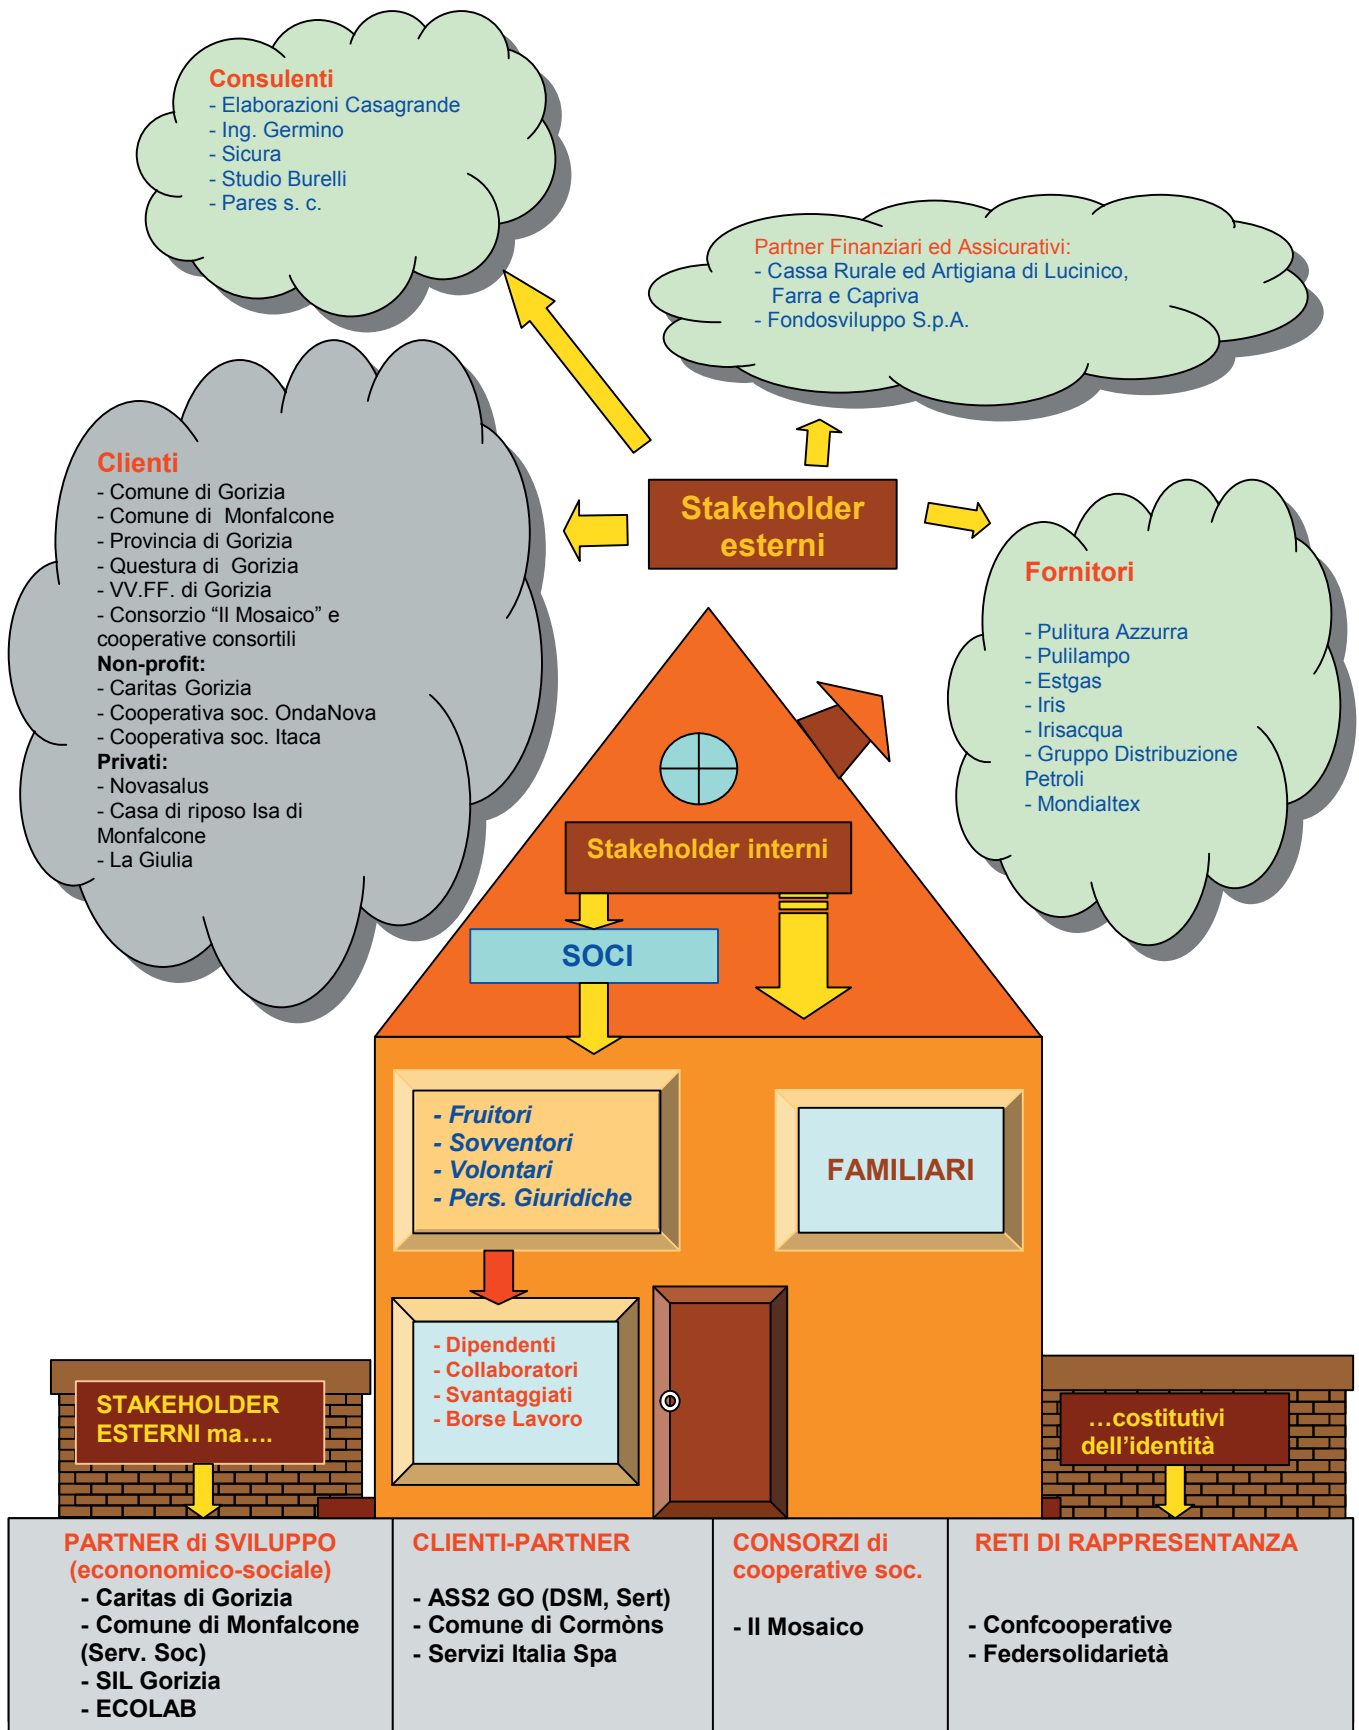 Consulenti
- Elaborazioni Casagrande
- Ing. Germino
- Sicura
- Studio Burelli
- Pares s. c.
Partner Finanziari ed Assicurativi:
- Cassa Rurale ed Artigiana di Lucinico,
Farra e Capriva
- Fondosviluppo S.p.A.
Clienti
- Comune di Gorizia
- Comune di Monfalcone
- Provincia di Gorizia
- Questura di Gorizia
- VV.FF. di Gorizia
- Consorzio “Il Mosaico” e
cooperative consortili
Non-profit:
- Caritas Gorizia
- Cooperativa soc. OndaNova
- Cooperativa soc. Itaca
Privati:
- Novasalus
- Casa di riposo Isa di
Monfalcone
- La Giulia
Stakeholder
esterni
Fornitori
- Pulitura Azzurra
- Pulilampo
- Estgas
- Iris
- Irisacqua
- Gruppo Distribuzione
Petroli
- Mondialtex
Stakeholder interni
SOCI
- Fruitori
- Sovventori
- Volontari
- Pers. Giuridiche
FAMILIARI
- Dipendenti
- Collaboratori
- Svantaggiati
- Borse Lavoro
STAKEHOLDER
ESTERNI ma….
…costitutivi
dell’identità
PARTNER di SVILUPPO
(econonomico-sociale)
- Caritas di Gorizia
- Comune di Monfalcone
(Serv. Soc)
- SIL Gorizia
- ECOLAB
CLIENTI-PARTNER
- ASS2 GO (DSM, Sert)
- Comune di Cormòns
- Servizi Italia Spa
CONSORZI di
cooperative soc.
- Il Mosaico
RETI DI RAPPRESENTANZA
- Confcooperative
- Federsolidarietà